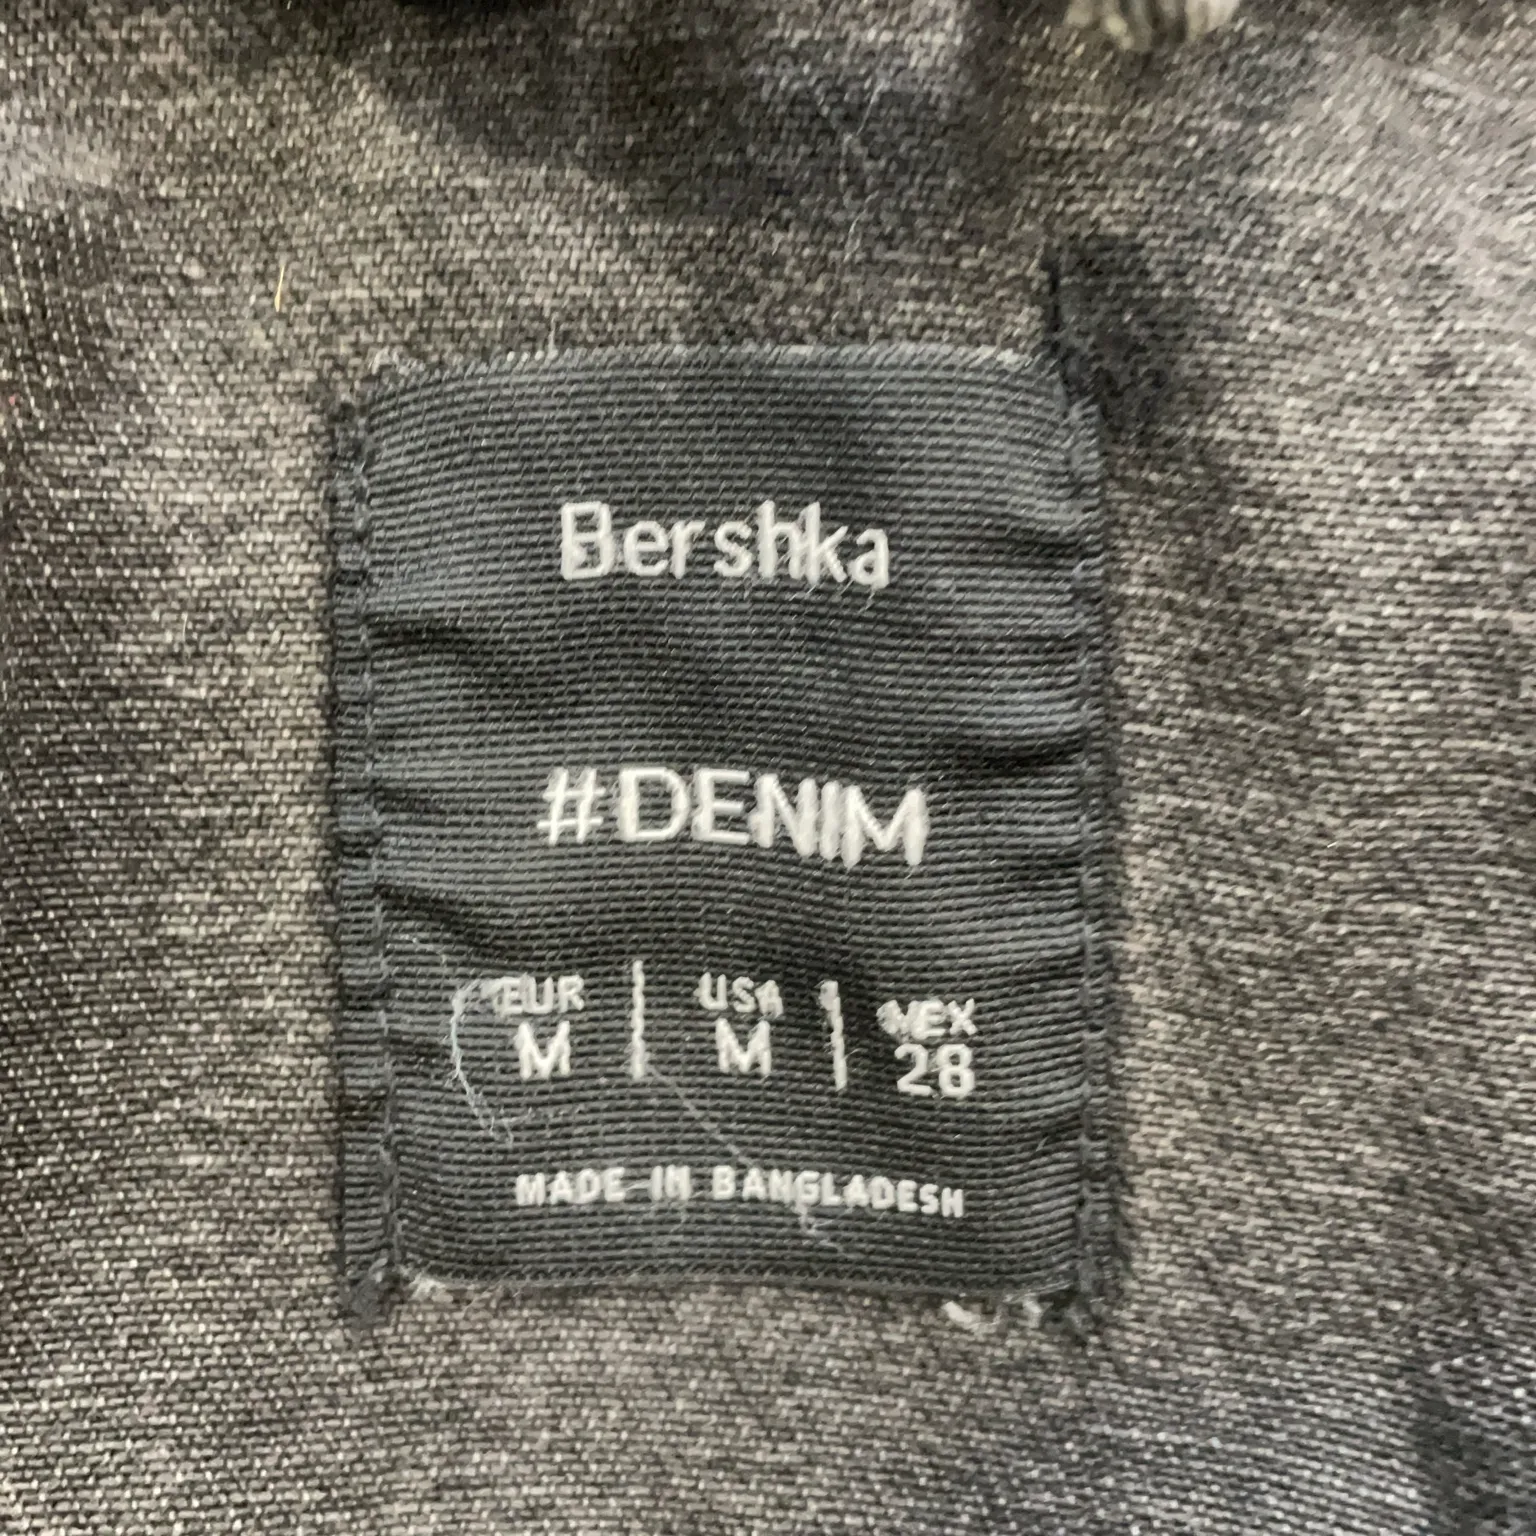 Bershka
#DENIM
EUR | USA | MEX
M | M | 28
MADE IN BANGLADESH